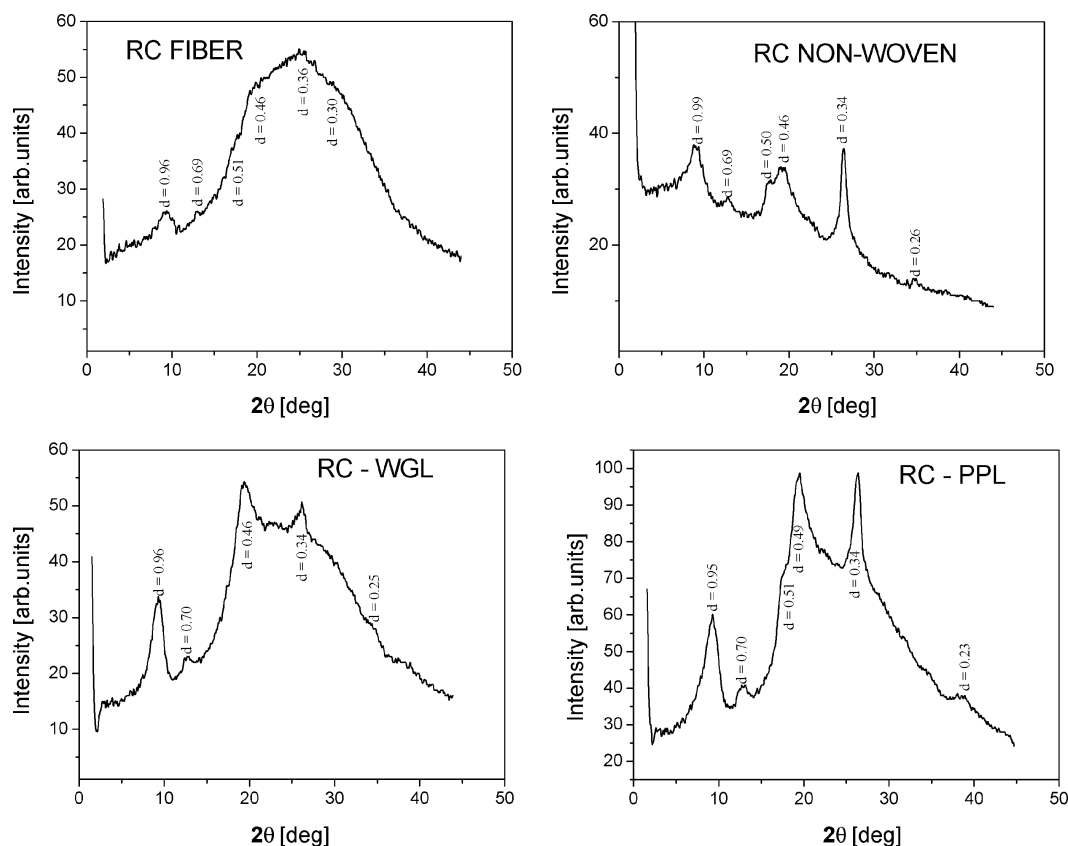 RC FIBER
60
50
40
30
20
10
0
10
20
30
40
50
Intensity [arb.units]
2θ [deg]
d = 0.96
d = 0.69
d = 0.51
d = 0.46
d = 0.36
d = 0.30
RC NON-WOVEN
60
40
20
0
10
20
30
40
50
Intensity [arb.units]
2θ [deg]
d = 0.99
d = 0.69
d = 0.50
d = 0.46
d = 0.34
d = 0.26
RC - WGL
60
50
40
30
20
10
0
10
20
30
40
50
Intensity [arb.units]
2θ [deg]
d = 0.96
d = 0.70
d = 0.46
d = 0.34
d = 0.25
RC - PPL
100
90
80
70
60
50
40
30
20
0
10
20
30
40
50
Intensity [arb.units]
2θ [deg]
d = 0.95
d = 0.70
d = 0.51
d = 0.49
d = 0.34
d = 0.23